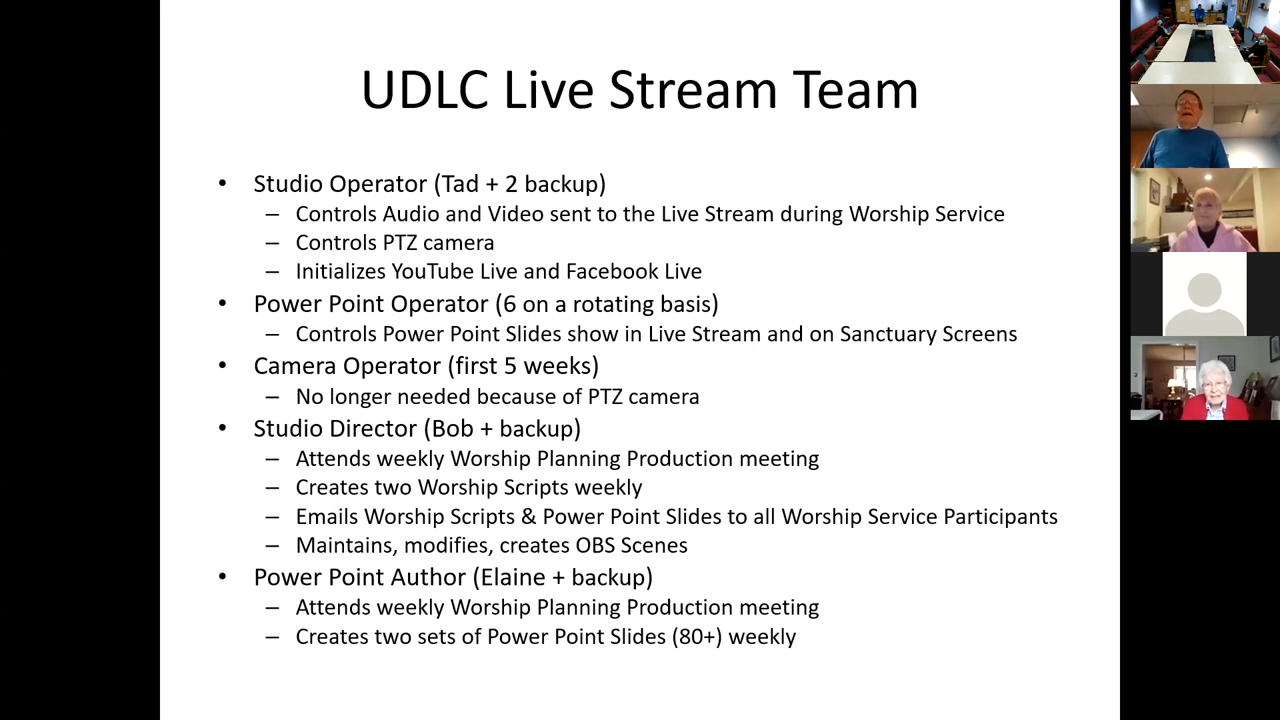 UDLC Live Stream Team
• Studio Operator (Tad + 2 backup)
– Controls Audio and Video sent to the Live Stream during Worship Service
– Controls PTZ camera
– Initializes YouTube Live and Facebook Live
• Power Point Operator (6 on a rotating basis)
– Controls Power Point Slides show in Live Stream and on Sanctuary Screens
• Camera Operator (first 5 weeks)
– No longer needed because of PTZ camera
• Studio Director (Bob + backup)
– Attends weekly Worship Planning Production meeting
– Creates two Worship Scripts weekly
– Emails Worship Scripts & Power Point Slides to all Worship Service Participants
– Maintains, modifies, creates OBS Scenes
• Power Point Author (Elaine + backup)
– Attends weekly Worship Planning Production meeting
– Creates two sets of Power Point Slides (80+) weekly